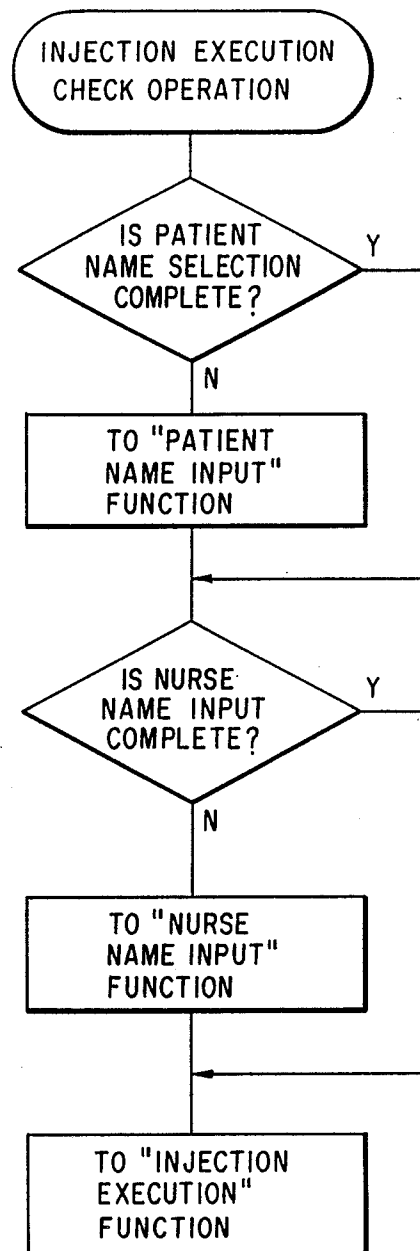 INJECTION EXECUTION
CHECK OPERATION
IS PATIENT
NAME SELECTION
COMPLETE?
Y
N
TO "PATIENT
NAME INPUT"
FUNCTION
IS NURSE
NAME INPUT
COMPLETE?
Y
N
TO "NURSE
NAME INPUT"
FUNCTION
TO "INJECTION
EXECUTION"
FUNCTION